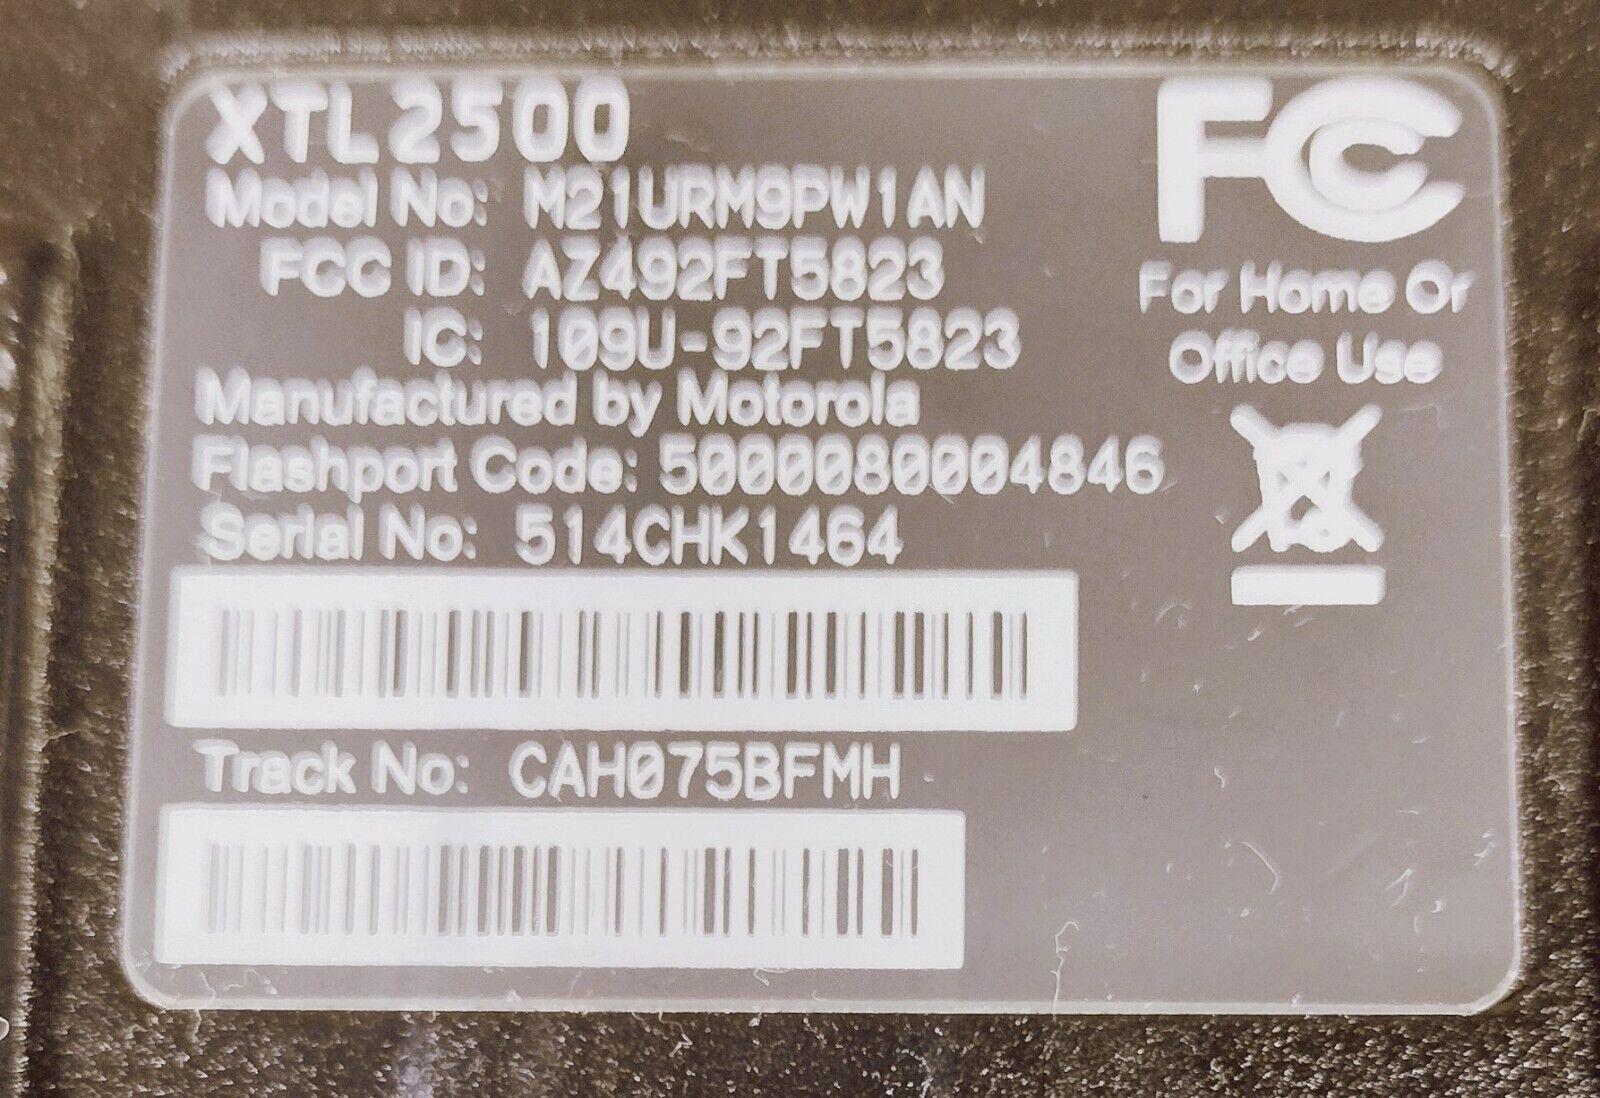 XTL2500
Model No: M21URM9PW1AN
FCC ID: AZ492FT5823
IC: 109U-92FT5823
Manufactured by Motorola
Flashport Code: 5000080004846
Serial No: 514CHK1464
Track No: CAH075BFMH
FC
For Home Or
Office Use